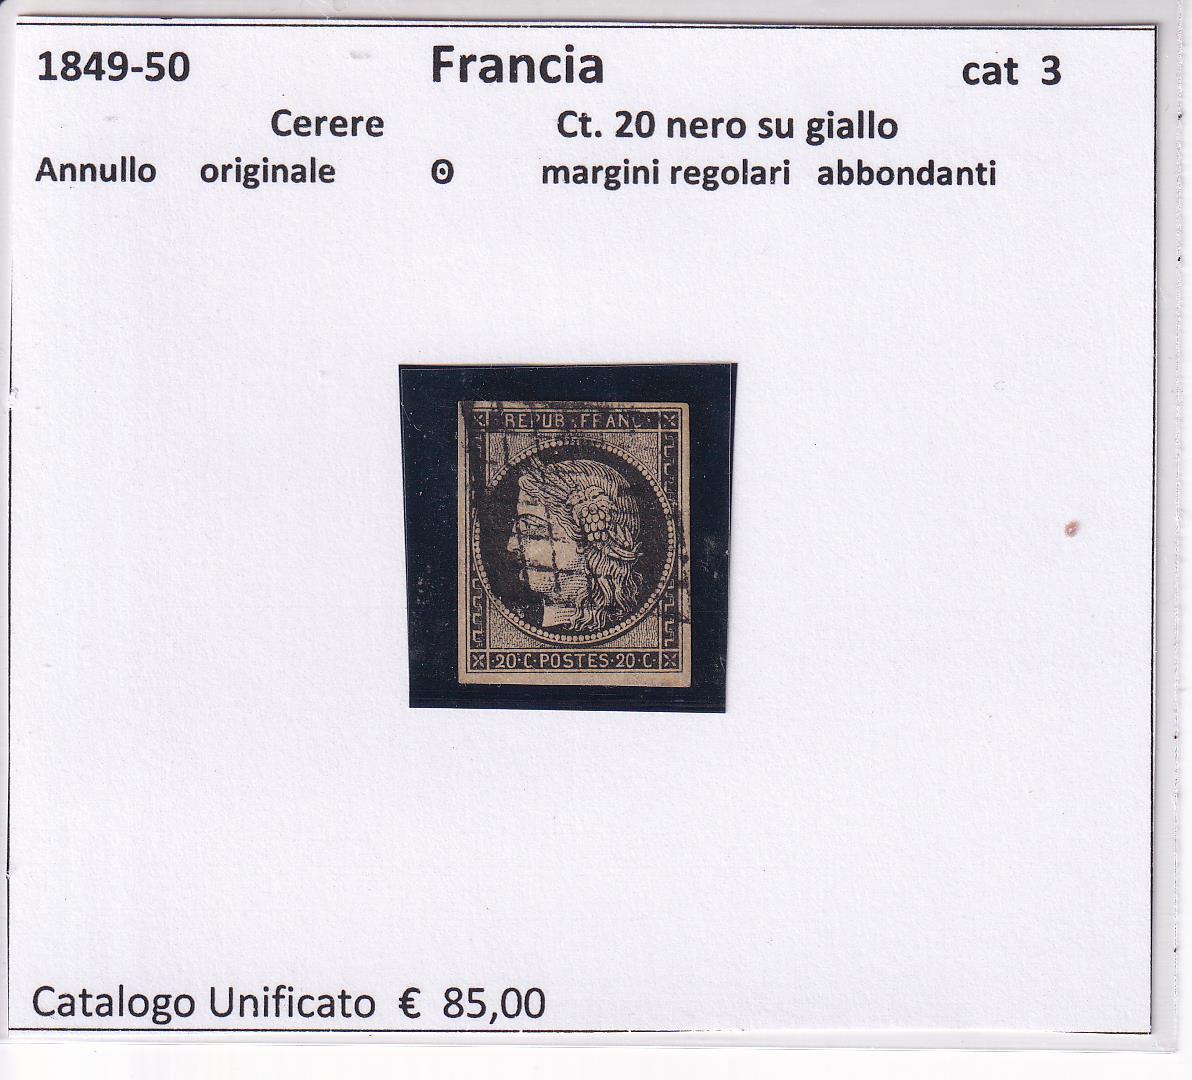 1849-50 Francia cat 3
Cerere Ct. 20 nero su giallo
Annullo originale ʘ margini regolari abbondanti
REPUB . FRANC .
20 · C · POSTES · 20 · C ·
Catalogo Unificato € 85,00